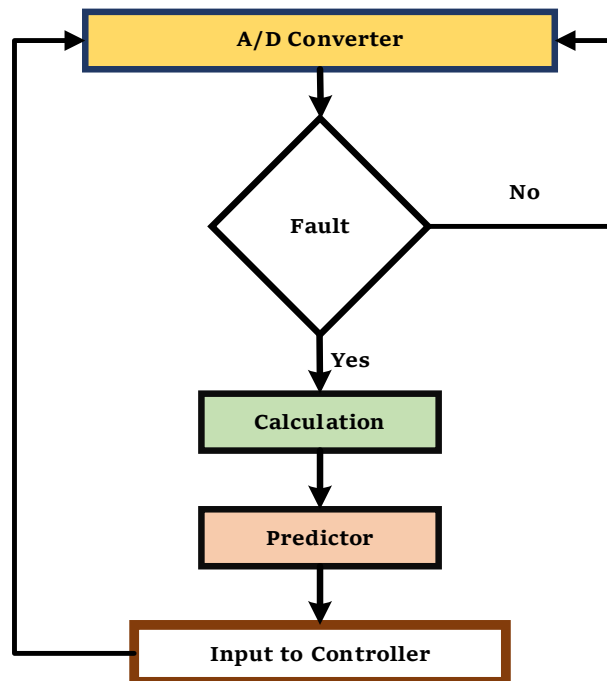 A/D Converter
Fault
No
Yes
Calculation
Predictor
Input to Controller